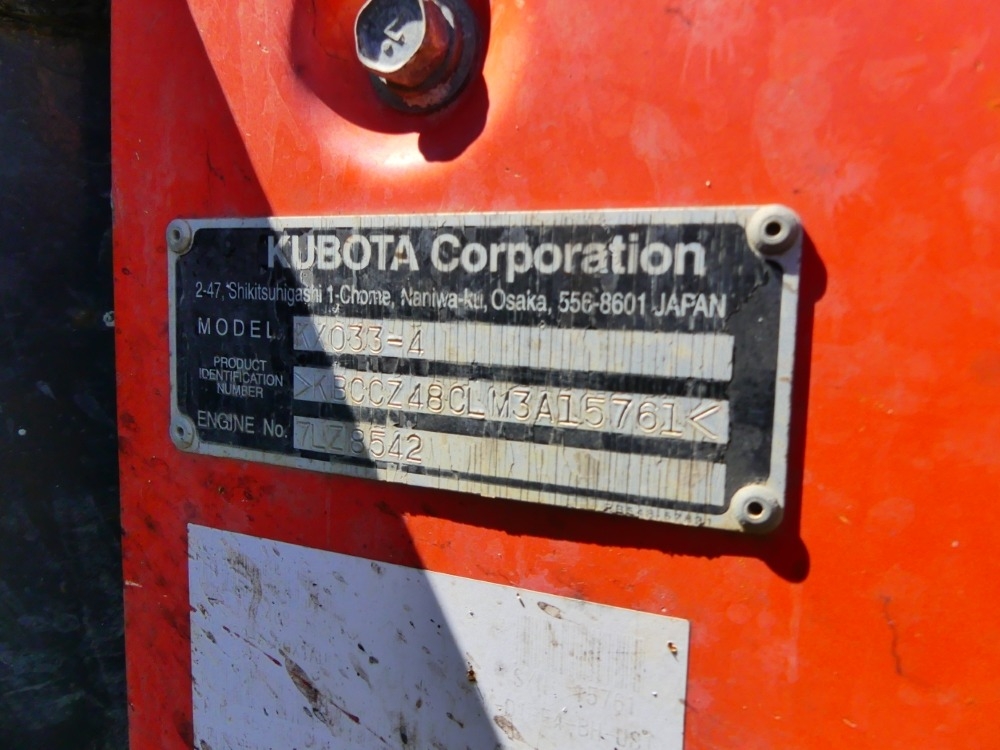 KUBOTA Corporation
2-47, Shikitsuhigashi 1-Chome, Naniwa-ku, Osaka, 556-8601 JAPAN
MODEL KX033-4
PRODUCT IDENTIFICATION NUMBER >KBCCZ48CLM3A15761<
ENGINE No. 7LZ8542